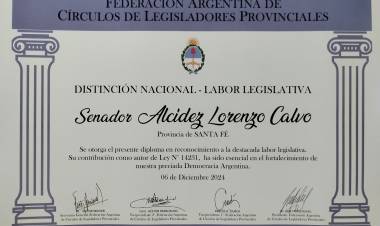 FEDERACIÓN ARGENTINA DE
CÍRCULOS DE LEGISLADORES PROVINCIALES
DISTINCIÓN NACIONAL - LABOR LEGISLATIVA
Senador Alcidez Lorenzo Calvo
Provincia de SANTA FÉ
Se otorga el presente diploma en reconocimiento a la destacada labor legislativa.
Su contribución como autor de Ley N° 14231, ha sido esencial en el fortalecimiento de
nuestra preciada Democracia Argentina.
06 de Diciembre 2024